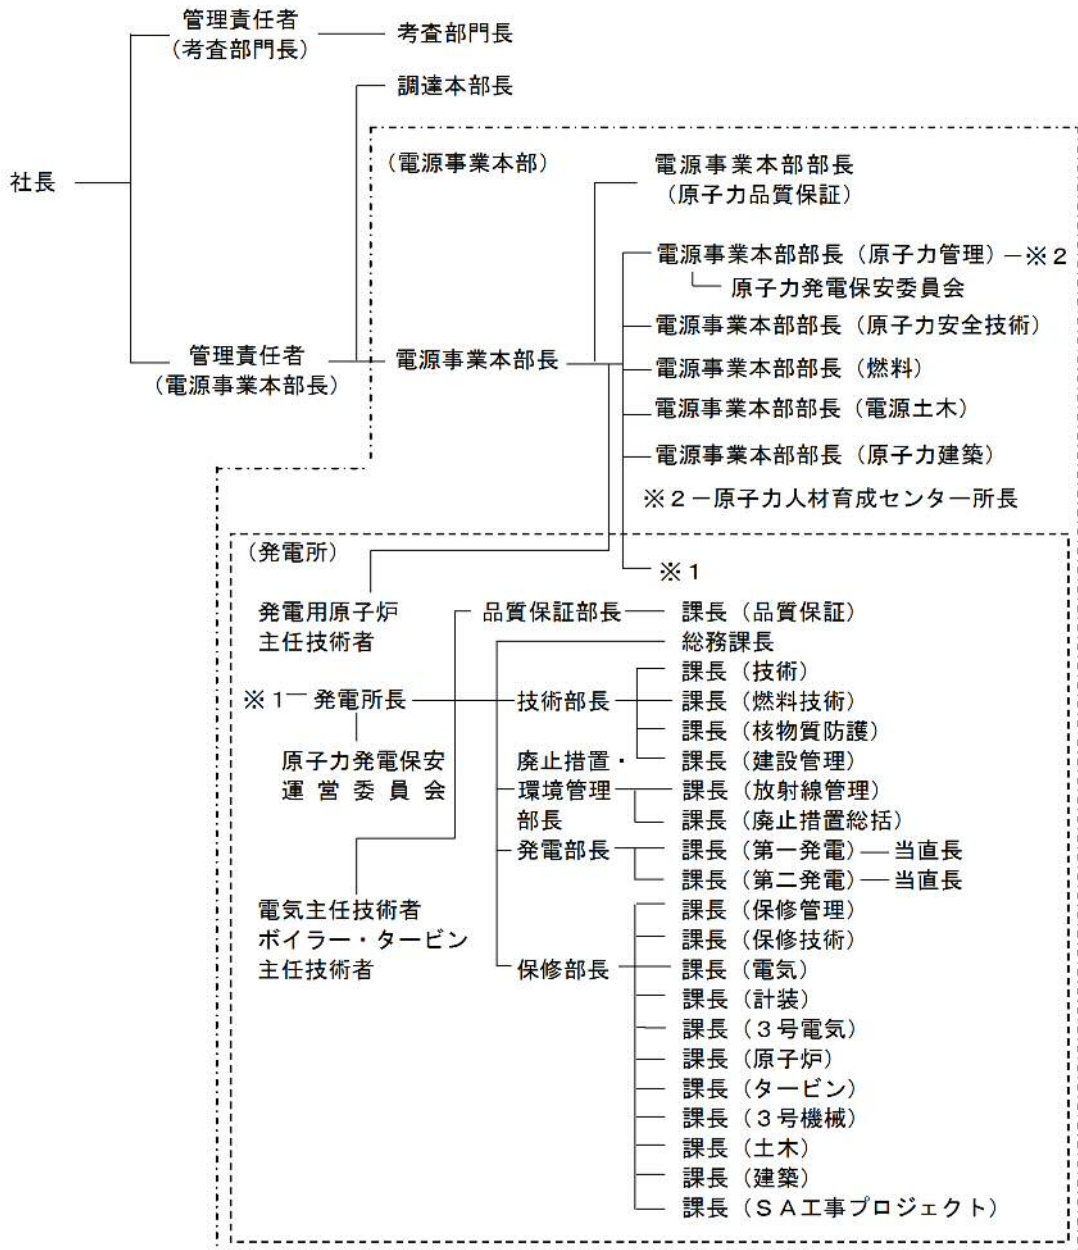 管理責任者
（考査部門長）
考査部門長
調達本部長
社長
（電源事業本部）
電源事業本部部長
（原子力品質保証）
電源事業本部部長（原子力管理）－※２
原子力発電保安委員会
電源事業本部部長（原子力安全技術）
管理責任者
（電源事業本部長）
電源事業本部長
電源事業本部部長（燃料）
電源事業本部部長（電源土木）
電源事業本部部長（原子力建築）
※２－原子力人材育成センター所長
（発電所）
※１
発電用原子炉
主任技術者
品質保証部長
課長（品質保証）
総務課長
課長（技術）
※１
発電所長
技術部長
課長（燃料技術）
課長（核物質防護）
課長（建設管理）
原子力発電保安
運営委員会
廃止措置・
環境管理
部長
課長（放射線管理）
課長（廃止措置総括）
発電部長
課長（第一発電）
当直長
課長（第二発電）
当直長
電気主任技術者
ボイラー・タービン
主任技術者
保修部長
課長（保修管理）
課長（保修技術）
課長（電気）
課長（計装）
課長（３号電気）
課長（原子炉）
課長（タービン）
課長（３号機械）
課長（土木）
課長（建築）
課長（ＳＡ工事プロジェクト）